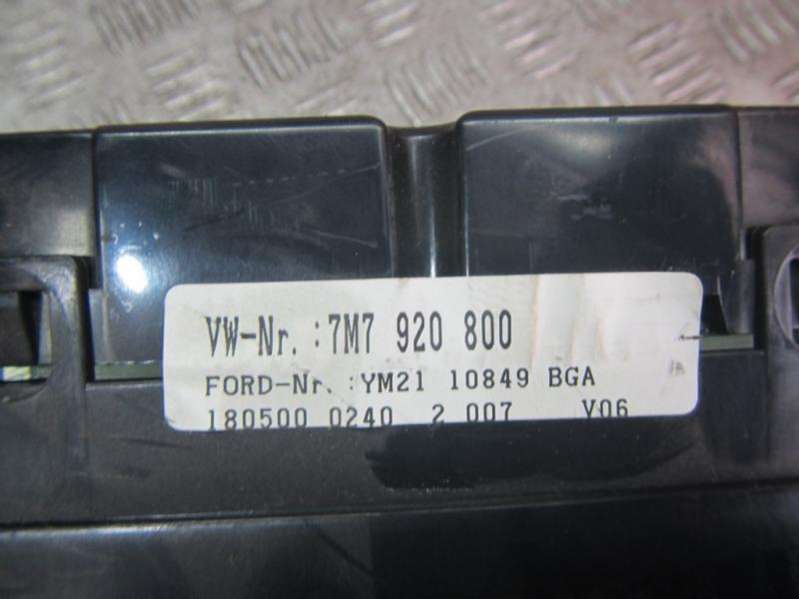 VW-Nr. :7M7 920 800
FORD-Nr. :YM21 10849 BGA
180500 0240 2 007 V06